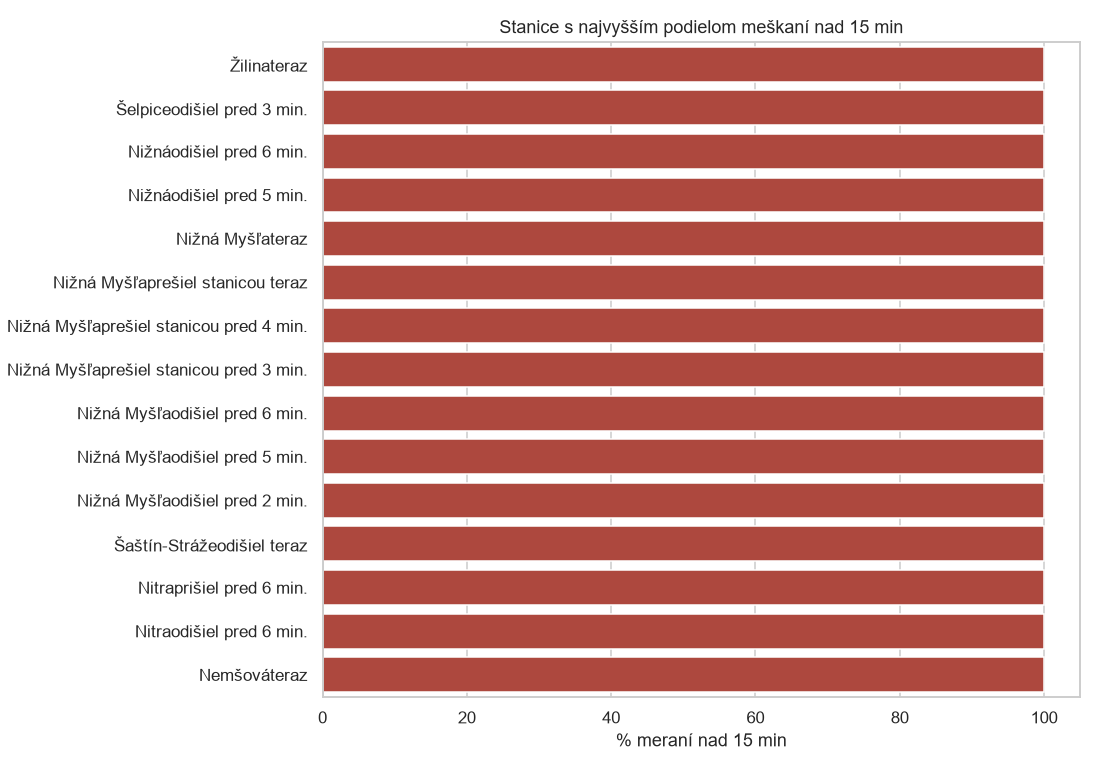 Stanice s najvyšším podielom meškaní nad 15 min
Žilinateraz
Šelpiceodišiel pred 3 min.
Nižnáodišiel pred 6 min.
Nižnáodišiel pred 5 min.
Nižná Myšľateraz
Nižná Myšľaprešiel stanicou teraz
Nižná Myšľaprešiel stanicou pred 4 min.
Nižná Myšľaprešiel stanicou pred 3 min.
Nižná Myšľaodišiel pred 6 min.
Nižná Myšľaodišiel pred 5 min.
Nižná Myšľaodišiel pred 2 min.
Šaštín-Strážeodišiel teraz
Nitraprišiel pred 6 min.
Nitraodišiel pred 6 min.
Nemšováteraz
0 20 40 60 80 100
% meraní nad 15 min